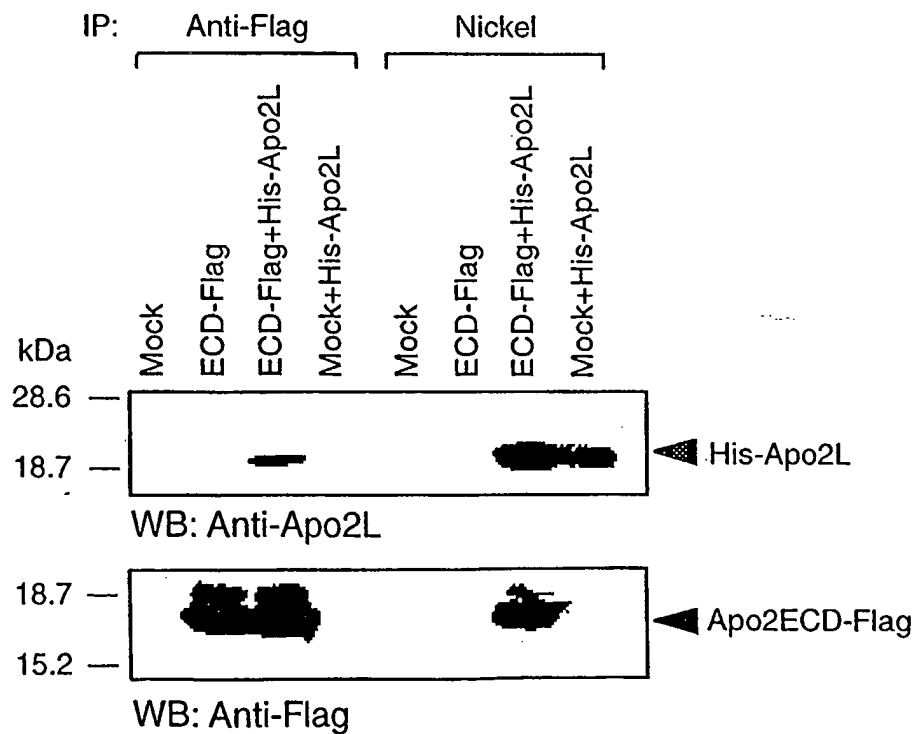 IP: Anti-Flag Nickel
Mock
ECD-Flag
ECD-Flag+His-Apo2L
Mock+His-Apo2L
Mock
ECD-Flag
ECD-Flag+His-Apo2L
Mock+His-Apo2L
kDa
28.6
18.7
His-Apo2L
WB: Anti-Apo2L
18.7
Apo2ECD-Flag
15.2
WB: Anti-Flag